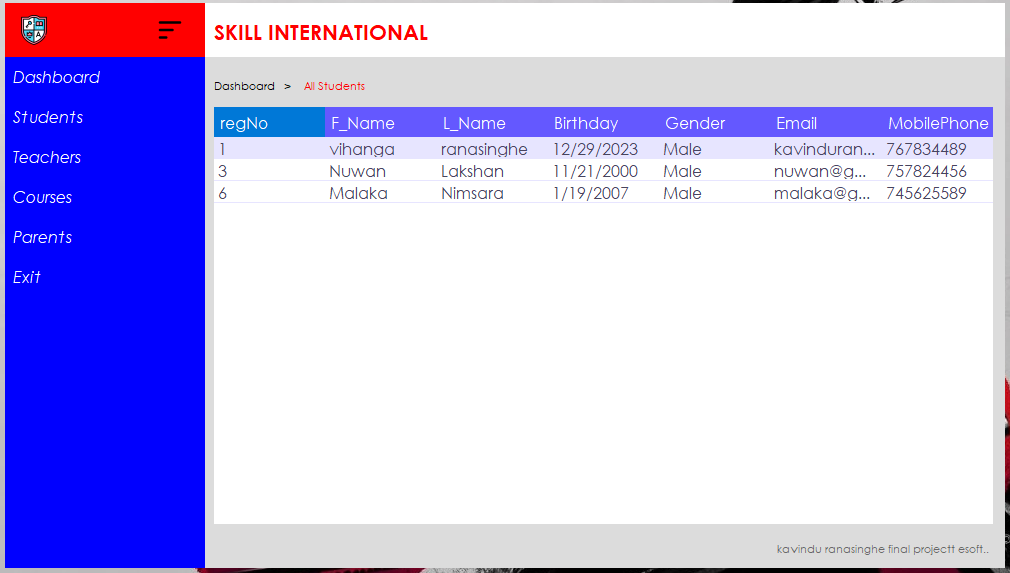 SKILL INTERNATIONAL
Dashboard
Students
Teachers
Courses
Parents
Exit
Dashboard > All Students
regNo F_Name L_Name Birthday Gender Email MobilePhone
1 vihanga ranasinghe 12/29/2023 Male kavinduran... 767834489
3 Nuwan Lakshan 11/21/2000 Male nuwan@g... 757824456
6 Malaka Nimsara 1/19/2007 Male malaka@g... 745625589
kavindu ranasinghe final projectt esoft..